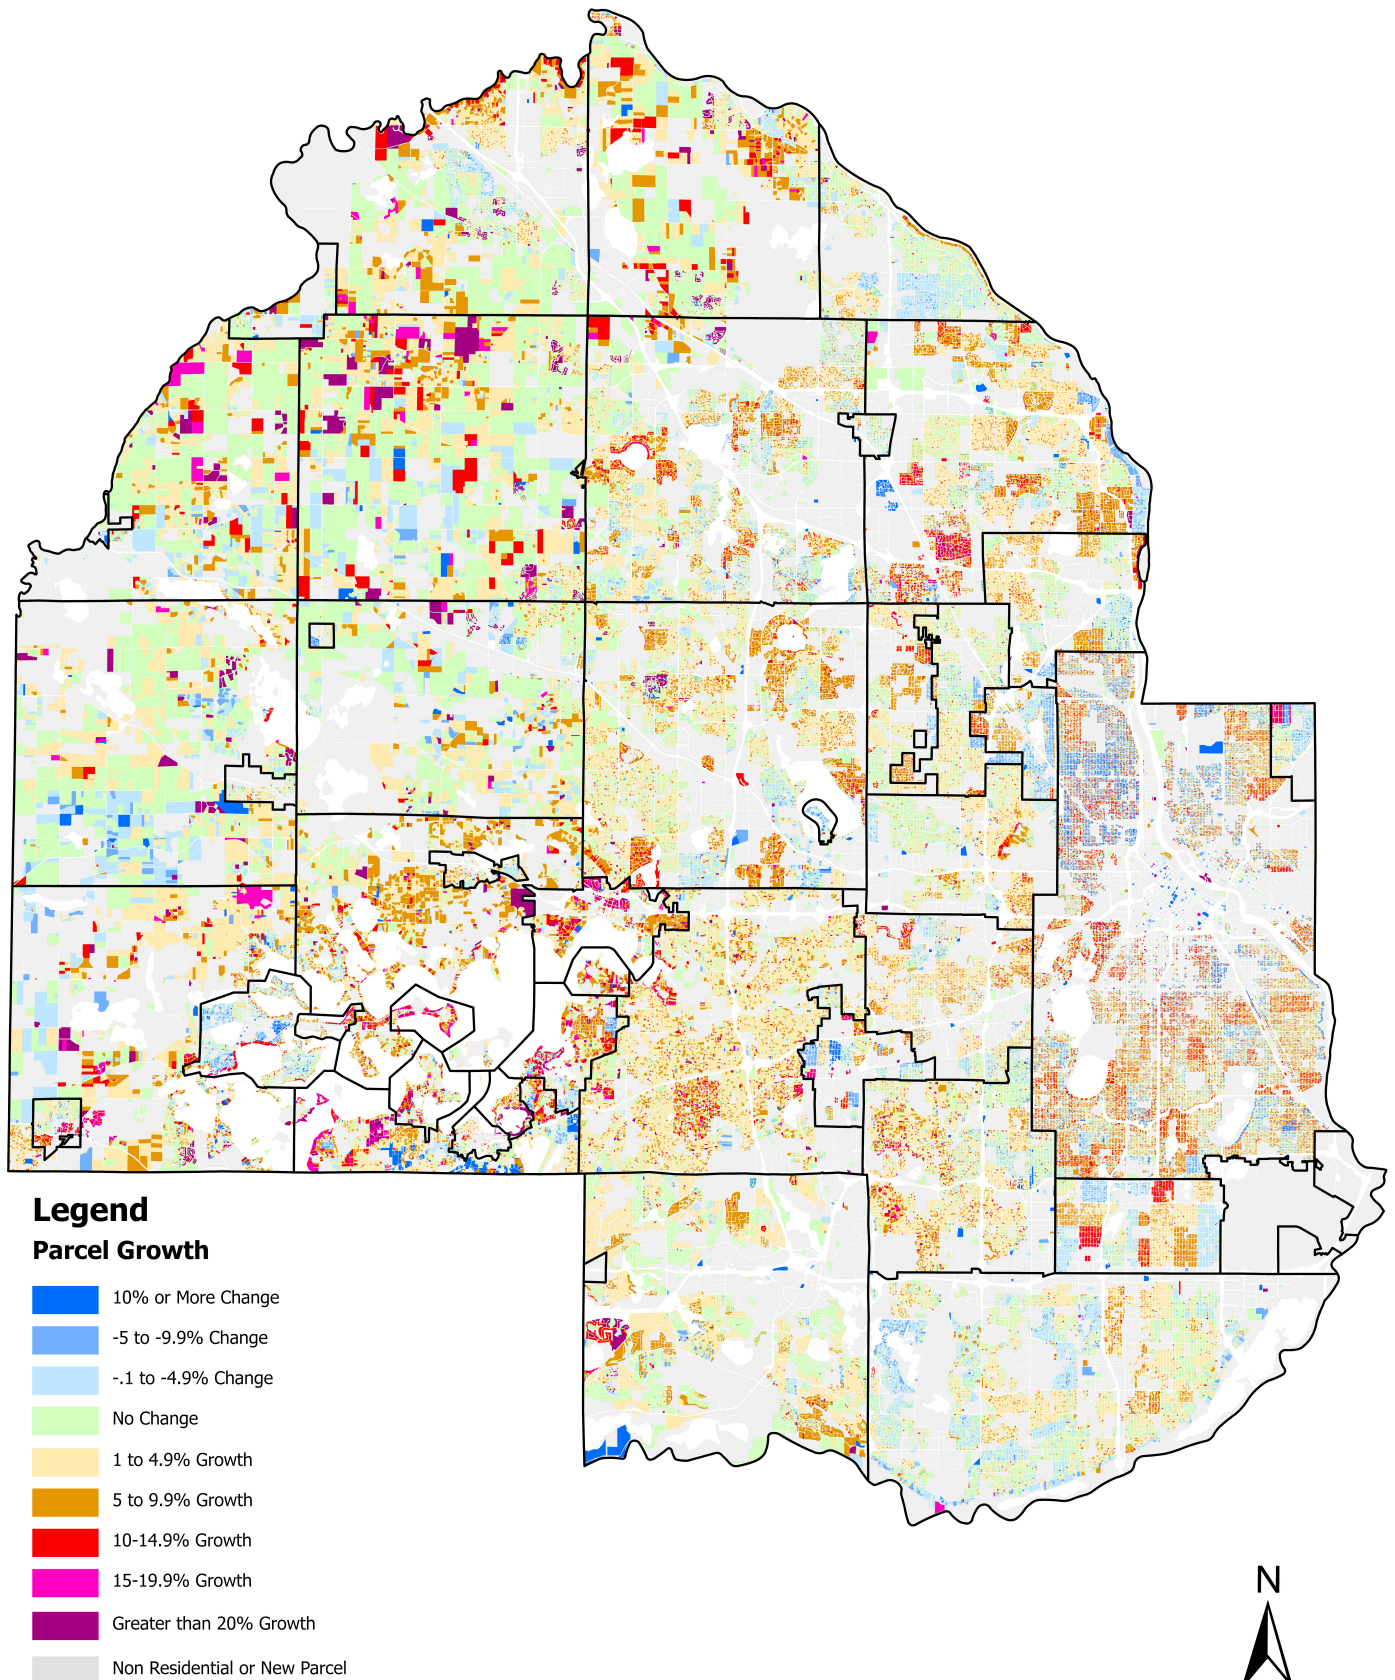 Legend
Parcel Growth
10% or More Change
-5 to -9.9% Change
-.1 to -4.9% Change
No Change
1 to 4.9% Growth
5 to 9.9% Growth
10-14.9% Growth
15-19.9% Growth
Greater than 20% Growth
Non Residential or New Parcel
N